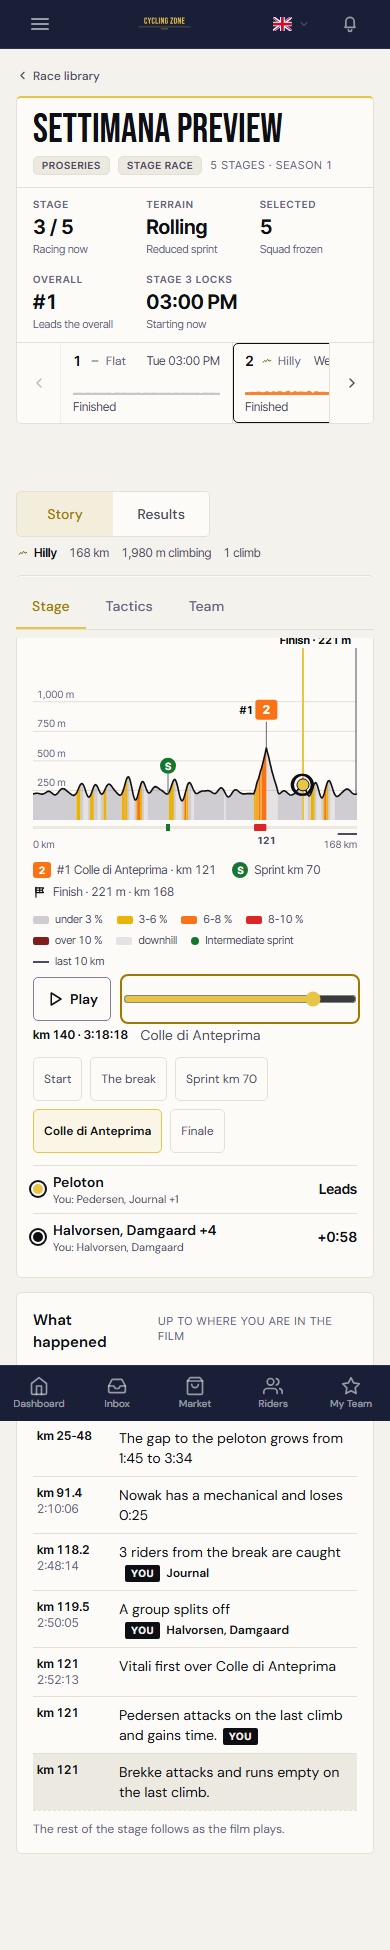 CYCLING ZONE
Race library
SETTIMANA PREVIEW
PROSERIES STAGE RACE 5 STAGES · SEASON 1
STAGE TERRAIN SELECTED
3 / 5 Rolling 5
Racing now Reduced sprint Squad frozen
OVERALL STAGE 3 LOCKS
#1 03:00 PM
Leads the overall Starting now
1 Flat Tue 03:00 PM 2 Hilly We
Finished Finished
Story Results
Hilly 168 km 1,980 m climbing 1 climb
Stage Tactics Team
Finish · 221 m
1,000 m
#1 2
750 m
500 m
S
250 m
121
0 km 168 km
2 #1 Colle di Anteprima · km 121 S Sprint km 70
Finish · 221 m · km 168
under 3 % 3-6 % 6-8 % 8-10 %
over 10 % downhill Intermediate sprint
last 10 km
Play
km 140 · 3:18:18 Colle di Anteprima
Start The break Sprint km 70
Colle di Anteprima Finale
Peloton Leads
You: Pedersen, Journal +1
Halvorsen, Damgaard +4 +0:58
You: Halvorsen, Damgaard
What happened UP TO WHERE YOU ARE IN THE FILM
Dashboard Inbox Market Riders My Team
km 25-48 The gap to the peloton grows from
1:45 to 3:34
km 91.4 Nowak has a mechanical and loses
2:10:06 0:25
km 118.2 3 riders from the break are caught
2:48:14 YOU Journal
km 119.5 A group splits off
2:50:05 YOU Halvorsen, Damgaard
km 121 Vitali first over Colle di Anteprima
2:52:13
km 121 Pedersen attacks on the last climb
and gains time. YOU
km 121 Brekke attacks and runs empty on
the last climb.
The rest of the stage follows as the film plays.